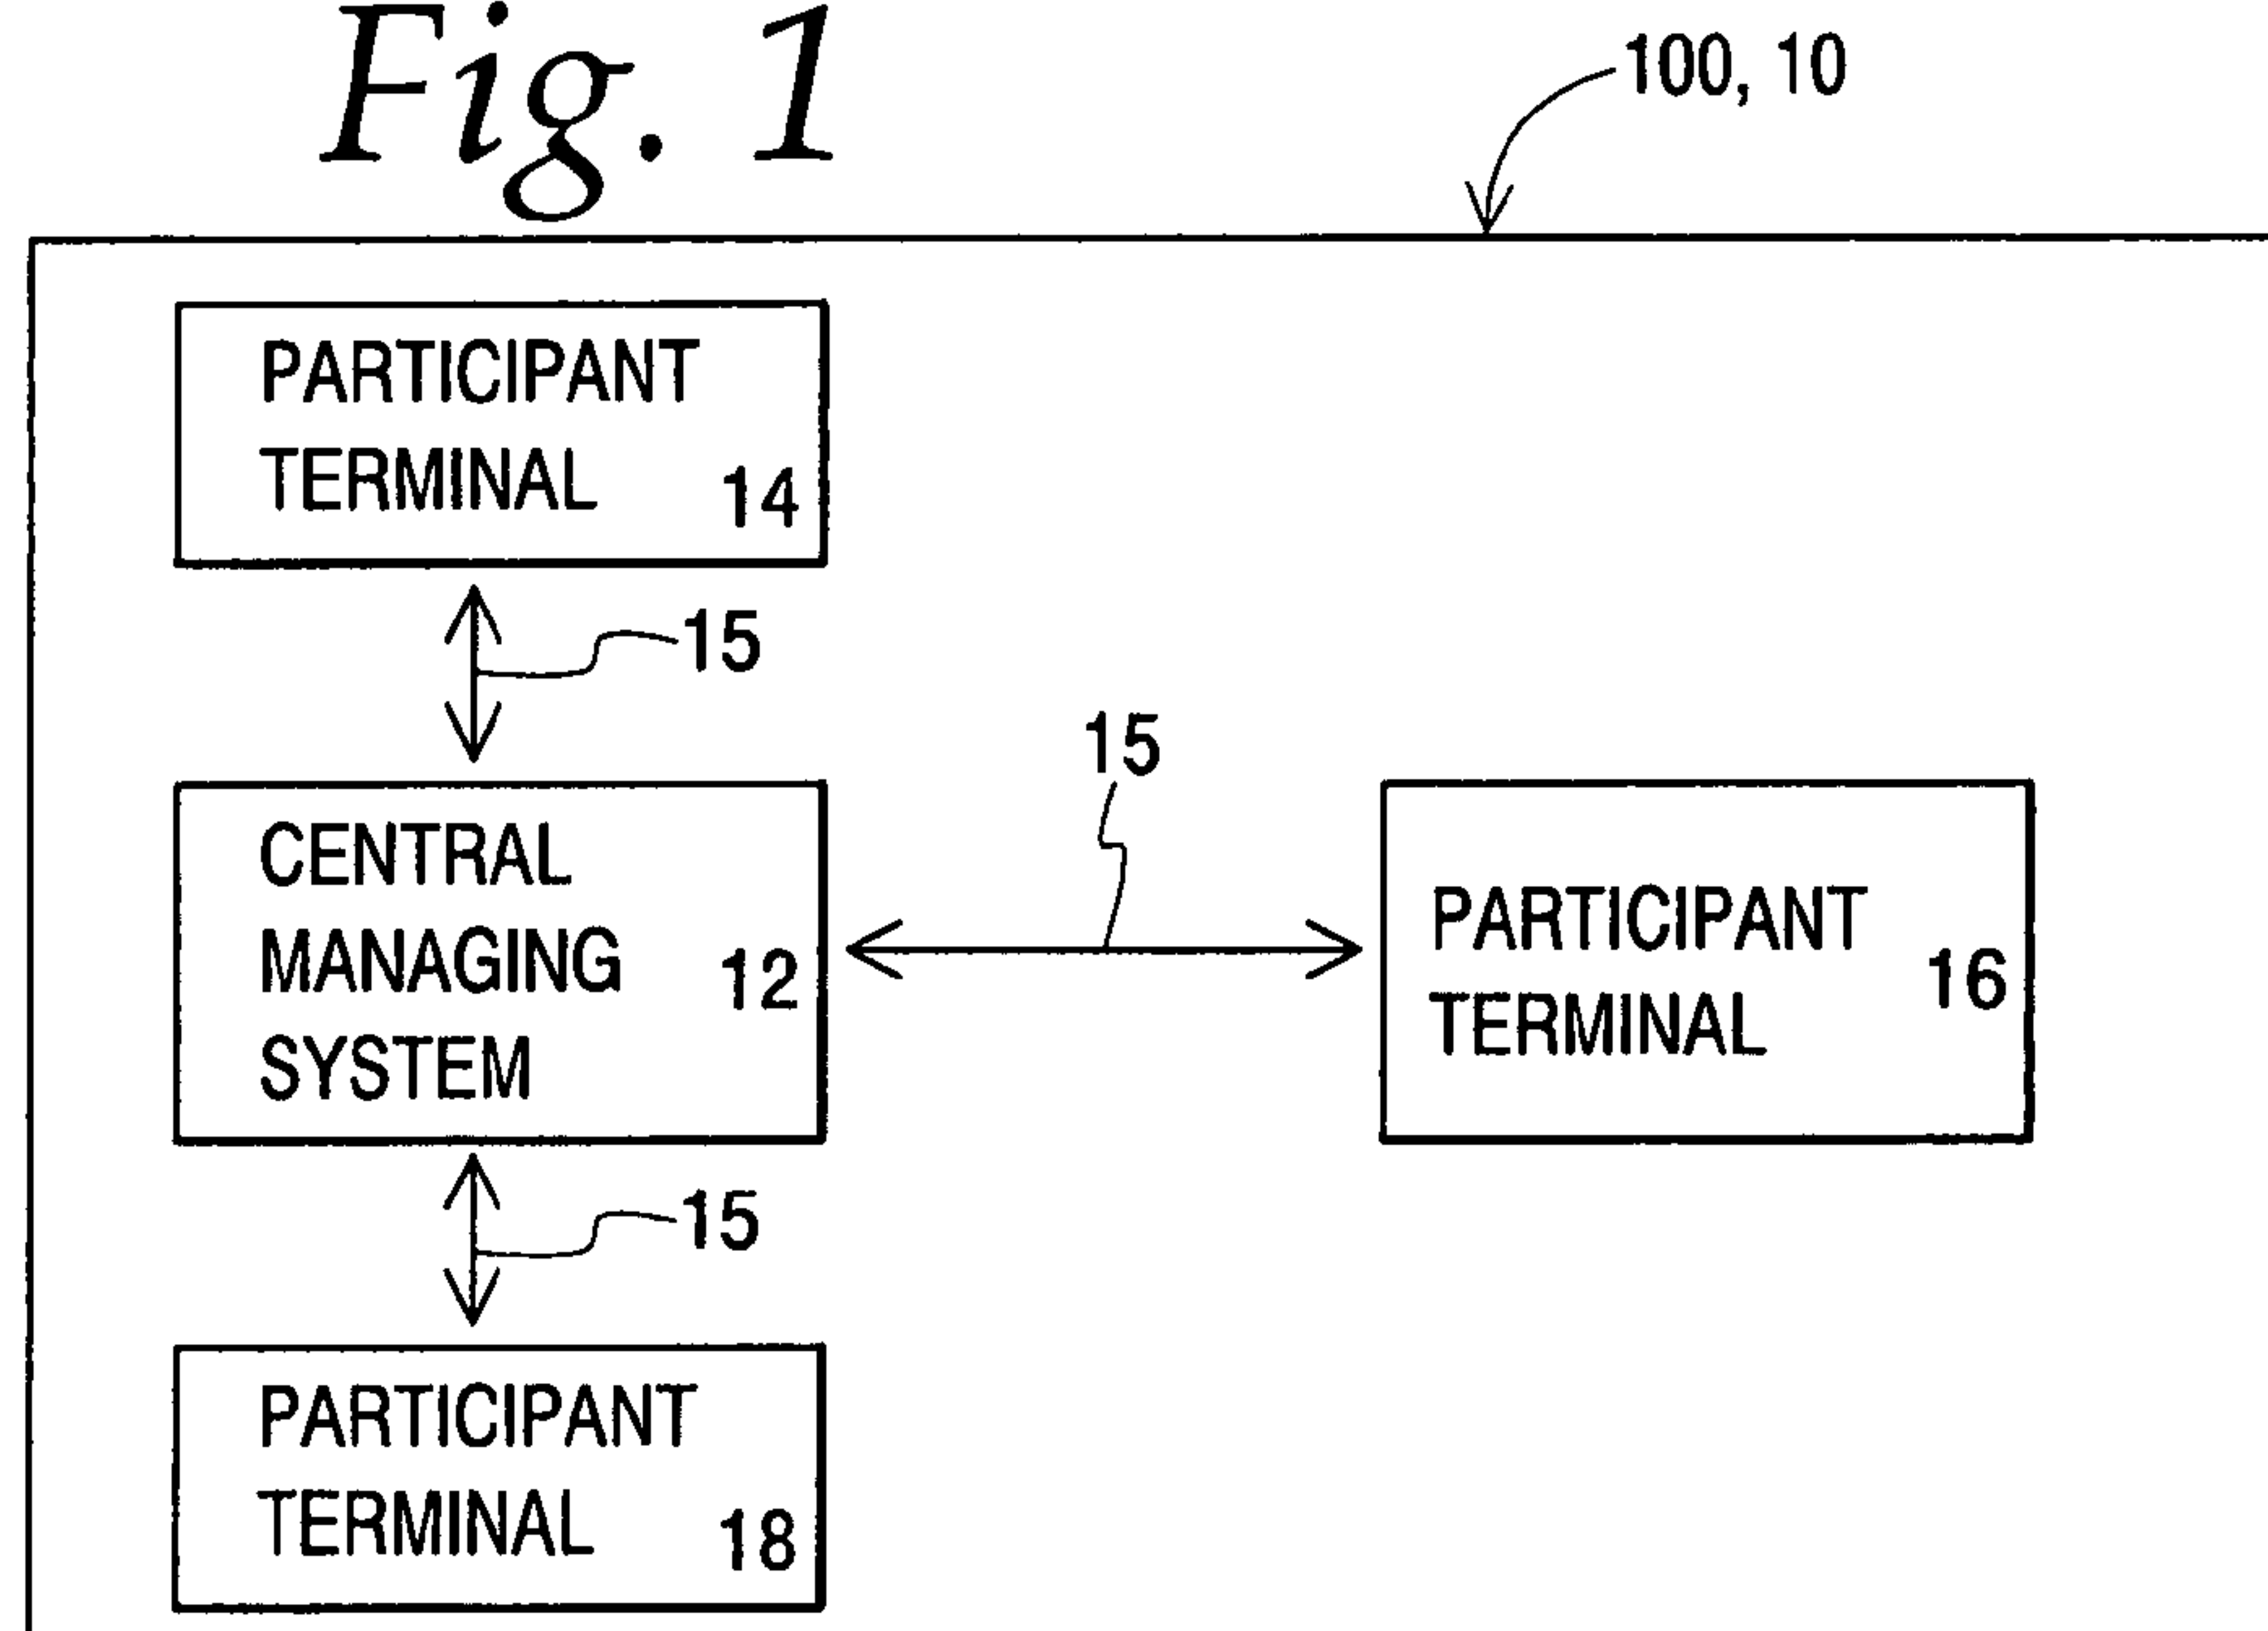 Fig. 1
100, 10
PARTICIPANT
TERMINAL
14
15
15
CENTRAL
MANAGING
SYSTEM
12
PARTICIPANT
TERMINAL
16
15
PARTICIPANT
TERMINAL
18